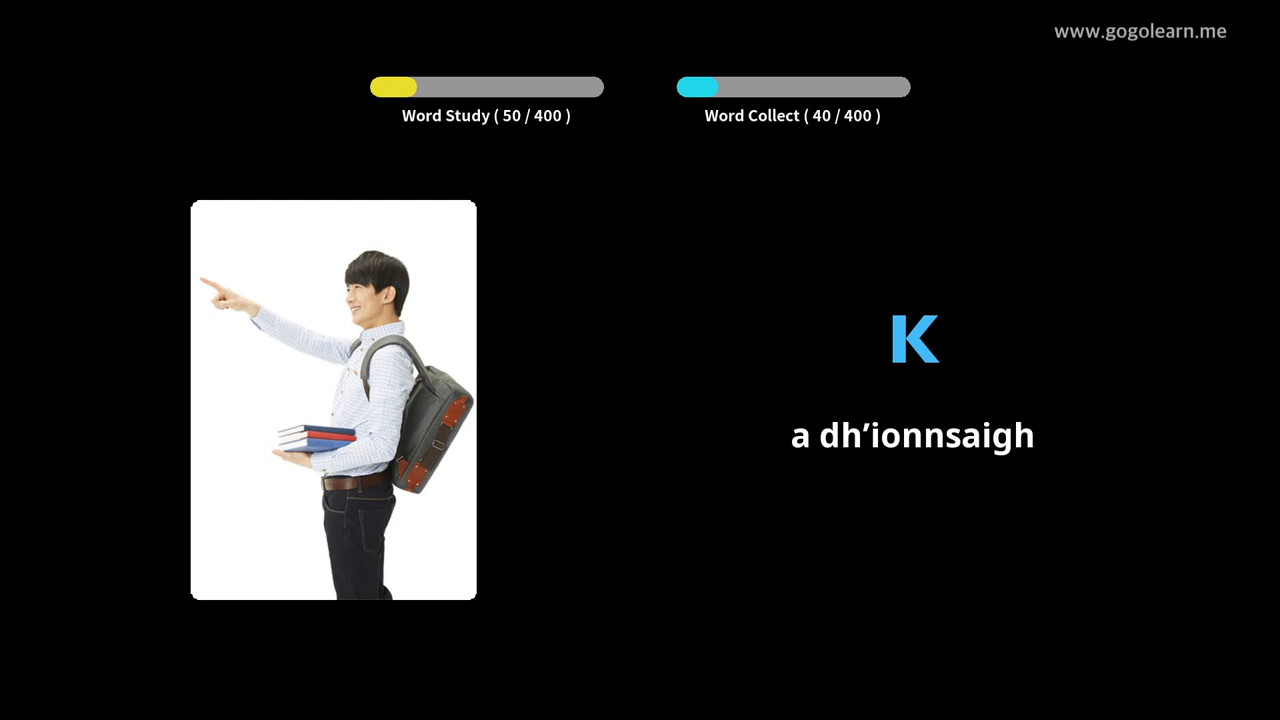 www.gogolearn.me
Word Study ( 50 / 400 )
Word Collect ( 40 / 400 )
K
a dh’ionnsaigh